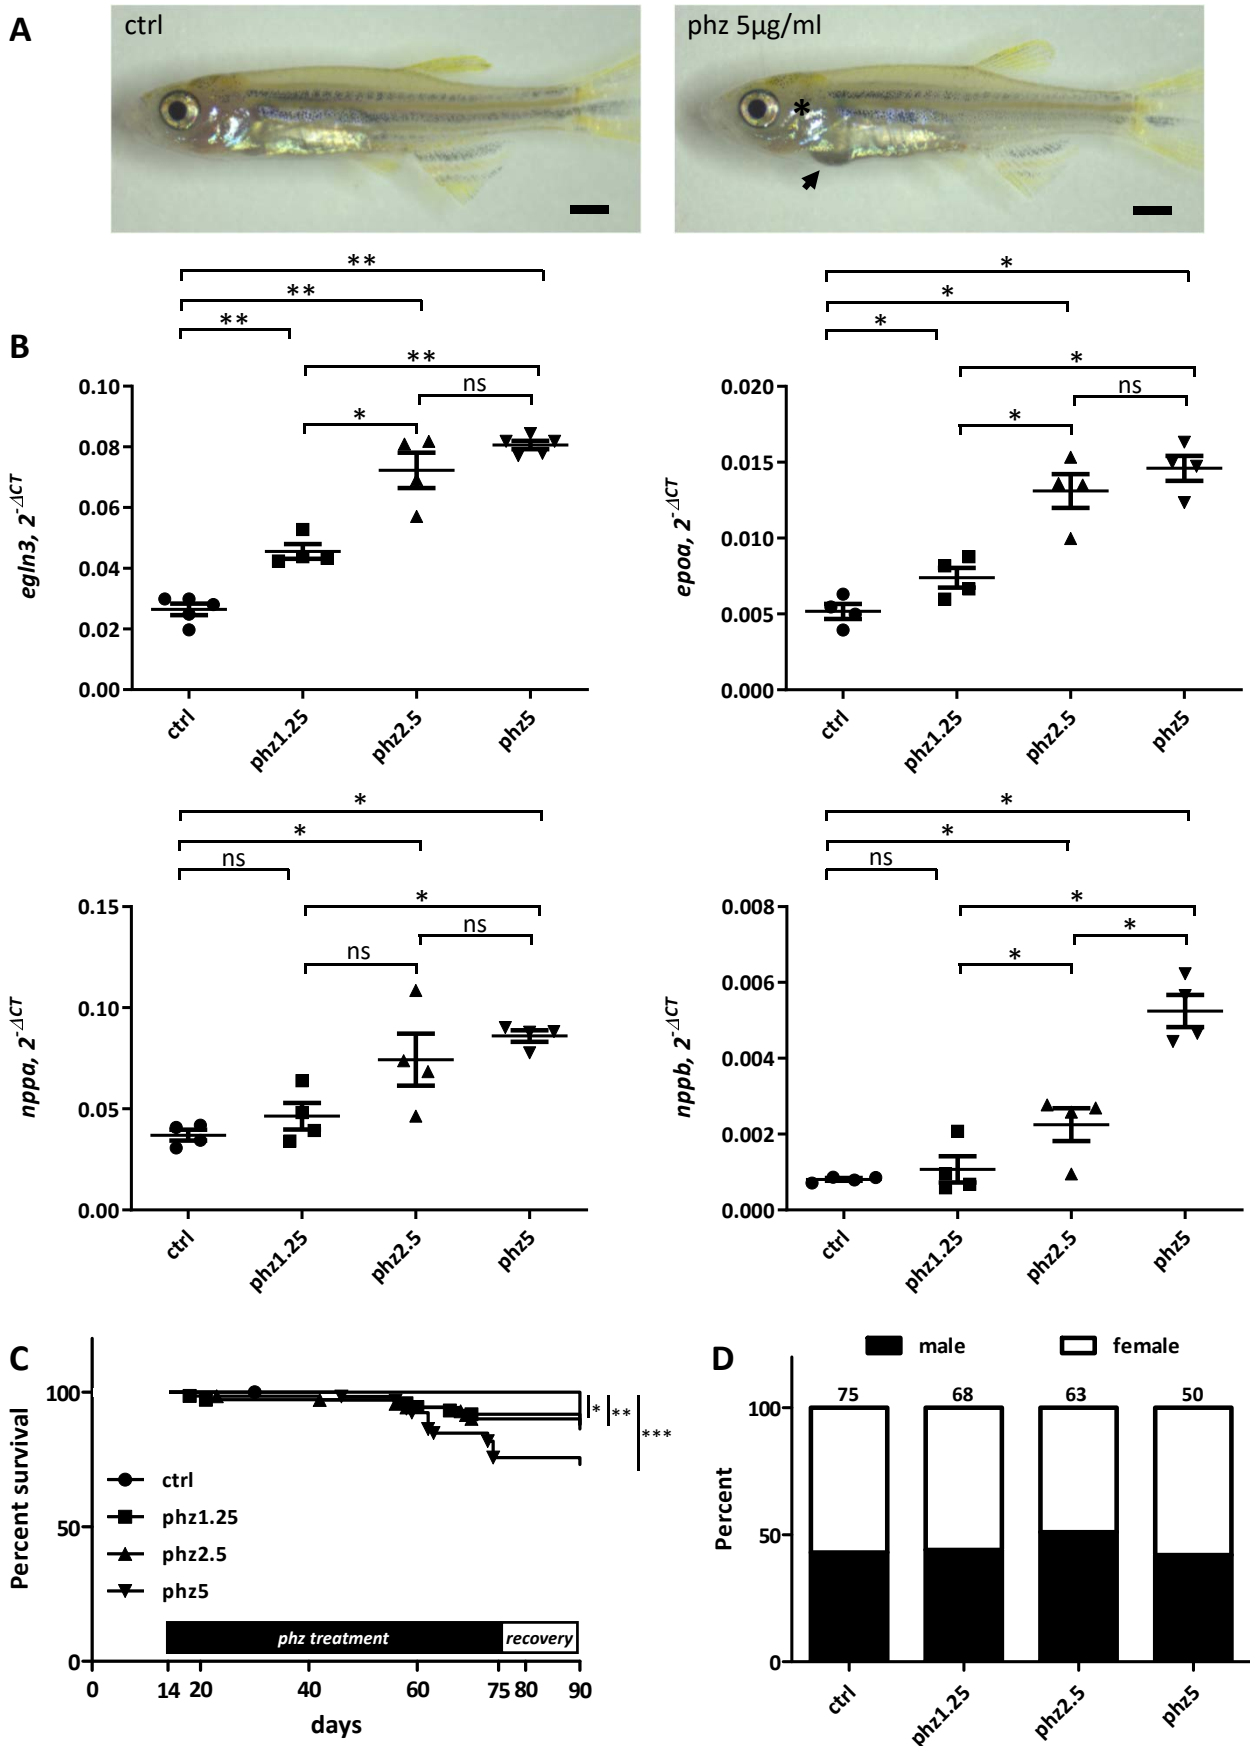 A
ctrl
phz 5µg/ml
*
B
**
**
**
**
ns
*
0.10
0.08
0.06
0.04
0.02
0.00
egln3, 2^-ΔCT
ctrl
phz1.25
phz2.5
phz5
*
*
*
*
ns
*
0.020
0.015
0.010
0.005
0.000
epoa, 2^-ΔCT
ctrl
phz1.25
phz2.5
phz5
*
*
ns
*
ns
ns
0.15
0.10
0.05
0.00
nppa, 2^-ΔCT
ctrl
phz1.25
phz2.5
phz5
*
*
ns
*
*
*
0.008
0.006
0.004
0.002
0.000
nppb, 2^-ΔCT
ctrl
phz1.25
phz2.5
phz5
C
100
50
0
Percent survival
* ** ***
ctrl
phz1.25
phz2.5
phz5
phz treatment recovery
0 14 20 40 60 75 80 90
days
D
male female
75 68 63 50
100
50
0
Percent
ctrl
phz1.25
phz2.5
phz5